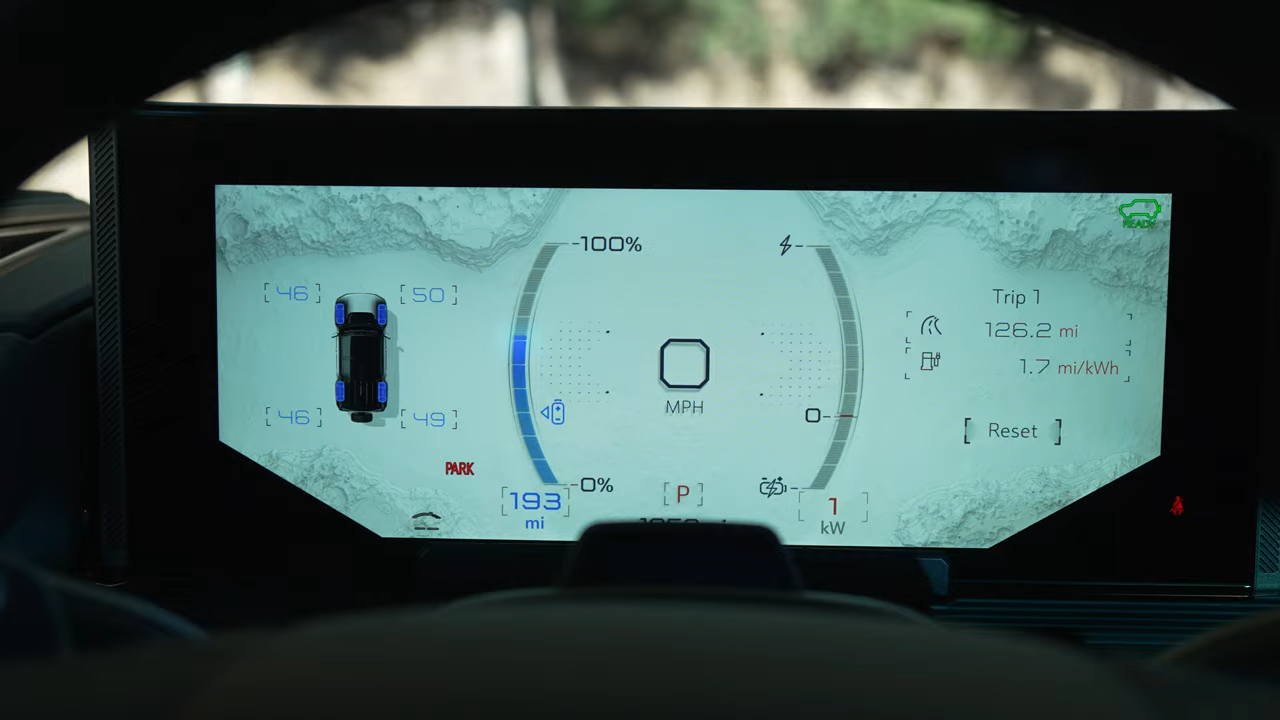 READY
-100%
46
50
Trip 1
126.2 mi
1.7 mi/kWh
0
MPH
46
49
Reset
PARK
-0%
193
mi
P
1
kW